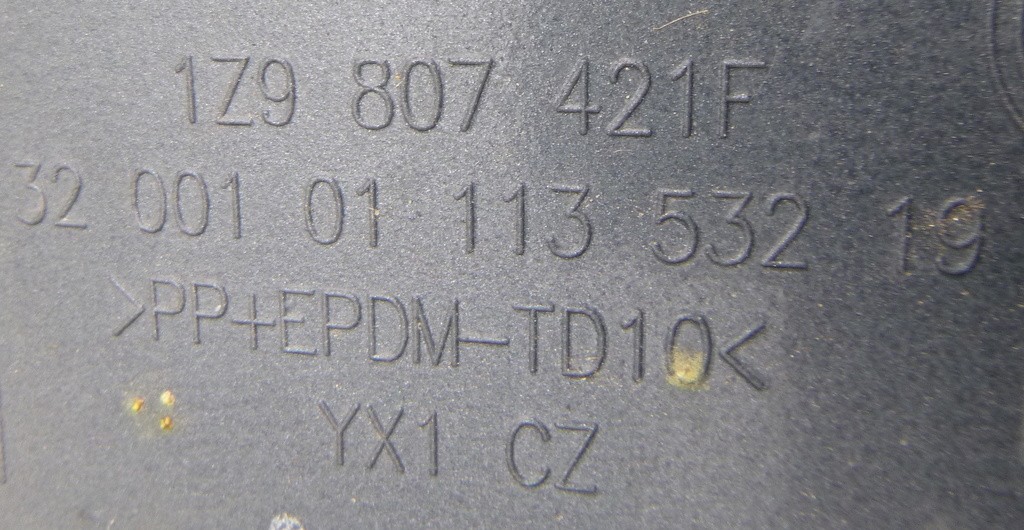 1Z9 807 421F
32 001 01 113 532 19
>PP+EPDM-TD10<
YX1 CZ